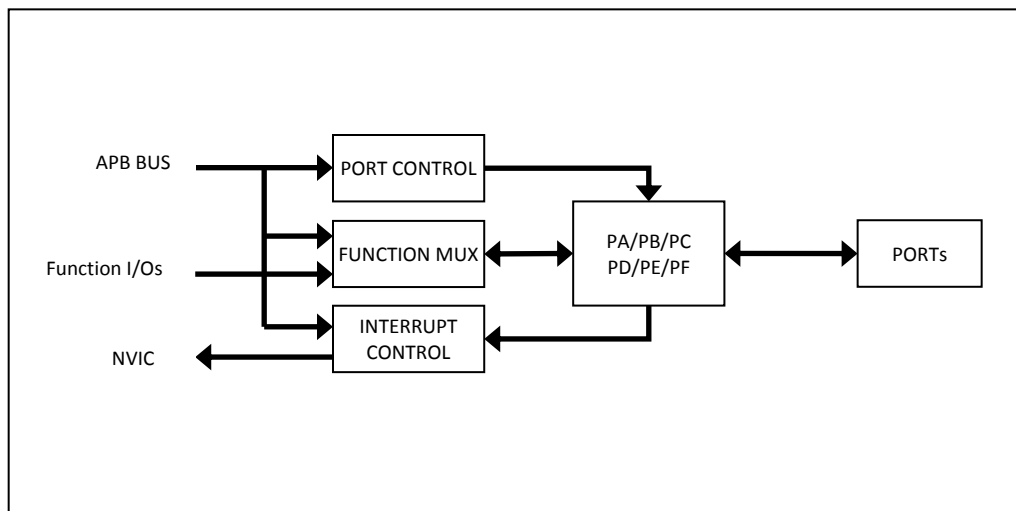 APB BUS
PORT CONTROL
Function I/Os
FUNCTION MUX
PA/PB/PC
PD/PE/PF
PORTs
NVIC
INTERRUPT
CONTROL